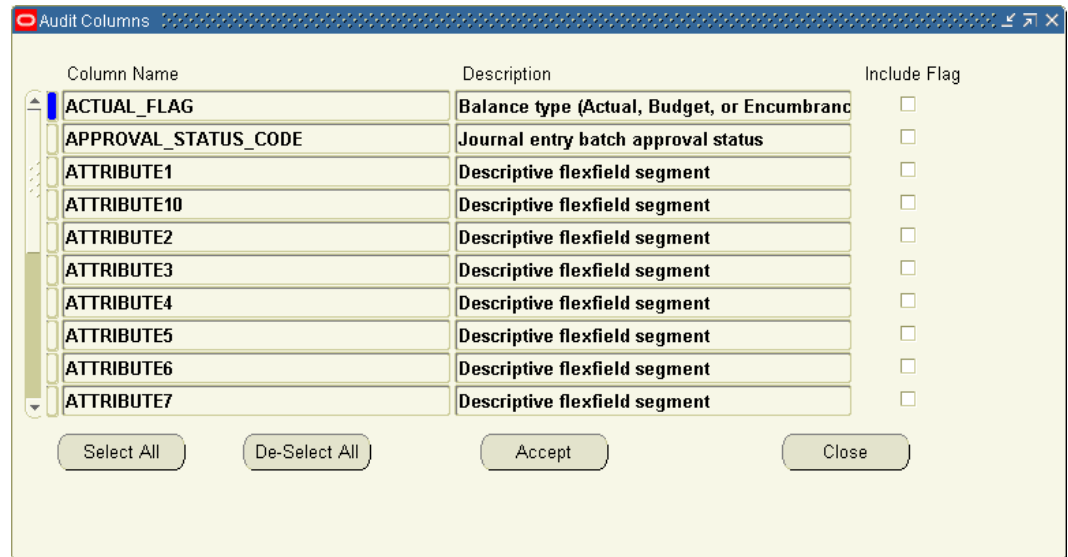 Audit Columns
Column Name Description Include Flag
ACTUAL_FLAG Balance type (Actual, Budget, or Encumbranc
APPROVAL_STATUS_CODE Journal entry batch approval status
ATTRIBUTE1 Descriptive flexfield segment
ATTRIBUTE10 Descriptive flexfield segment
ATTRIBUTE2 Descriptive flexfield segment
ATTRIBUTE3 Descriptive flexfield segment
ATTRIBUTE4 Descriptive flexfield segment
ATTRIBUTE5 Descriptive flexfield segment
ATTRIBUTE6 Descriptive flexfield segment
ATTRIBUTE7 Descriptive flexfield segment
Select All De-Select All Accept Close